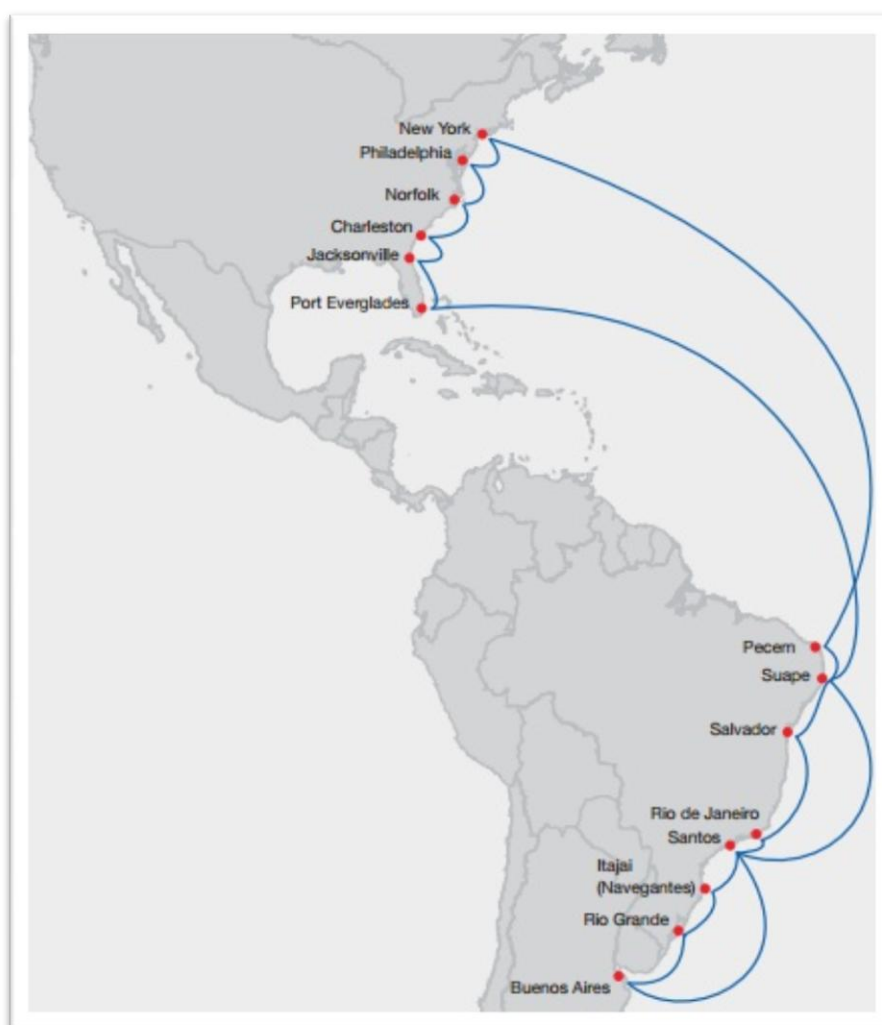 New York
Philadelphia
Norfolk
Charleston
Jacksonville
Port Everglades
Pecem
Suape
Salvador
Rio de Janeiro
Santos
Itajai
(Navegantes)
Rio Grande
Buenos Aires